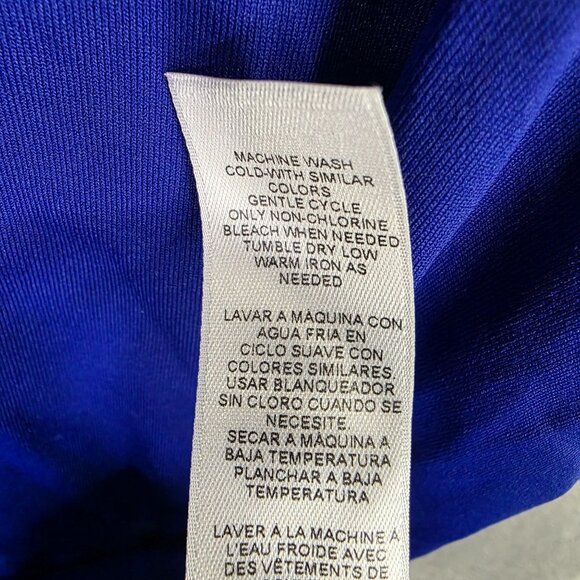 MACHINE WASH
COLD-WITH SIMILAR
COLORS
GENTLE CYCLE
ONLY NON-CHLORINE
BLEACH WHEN NEEDED
TUMBLE DRY LOW
WARM IRON AS
NEEDED
LAVAR A MÁQUINA CON
AGUA FRIA EN
CICLO SUAVE CON
COLORES SIMILARES
USAR BLANQUEADOR
SIN CLORO CUANDO SE
NECESITE
SECAR A MÁQUINA A
BAJA TEMPERATURA
PLANCHAR A BAJA
TEMPERATURA
LAVER À LA MACHINE À
L'EAU FROIDE AVEC
DES VÊTEMENTS DE